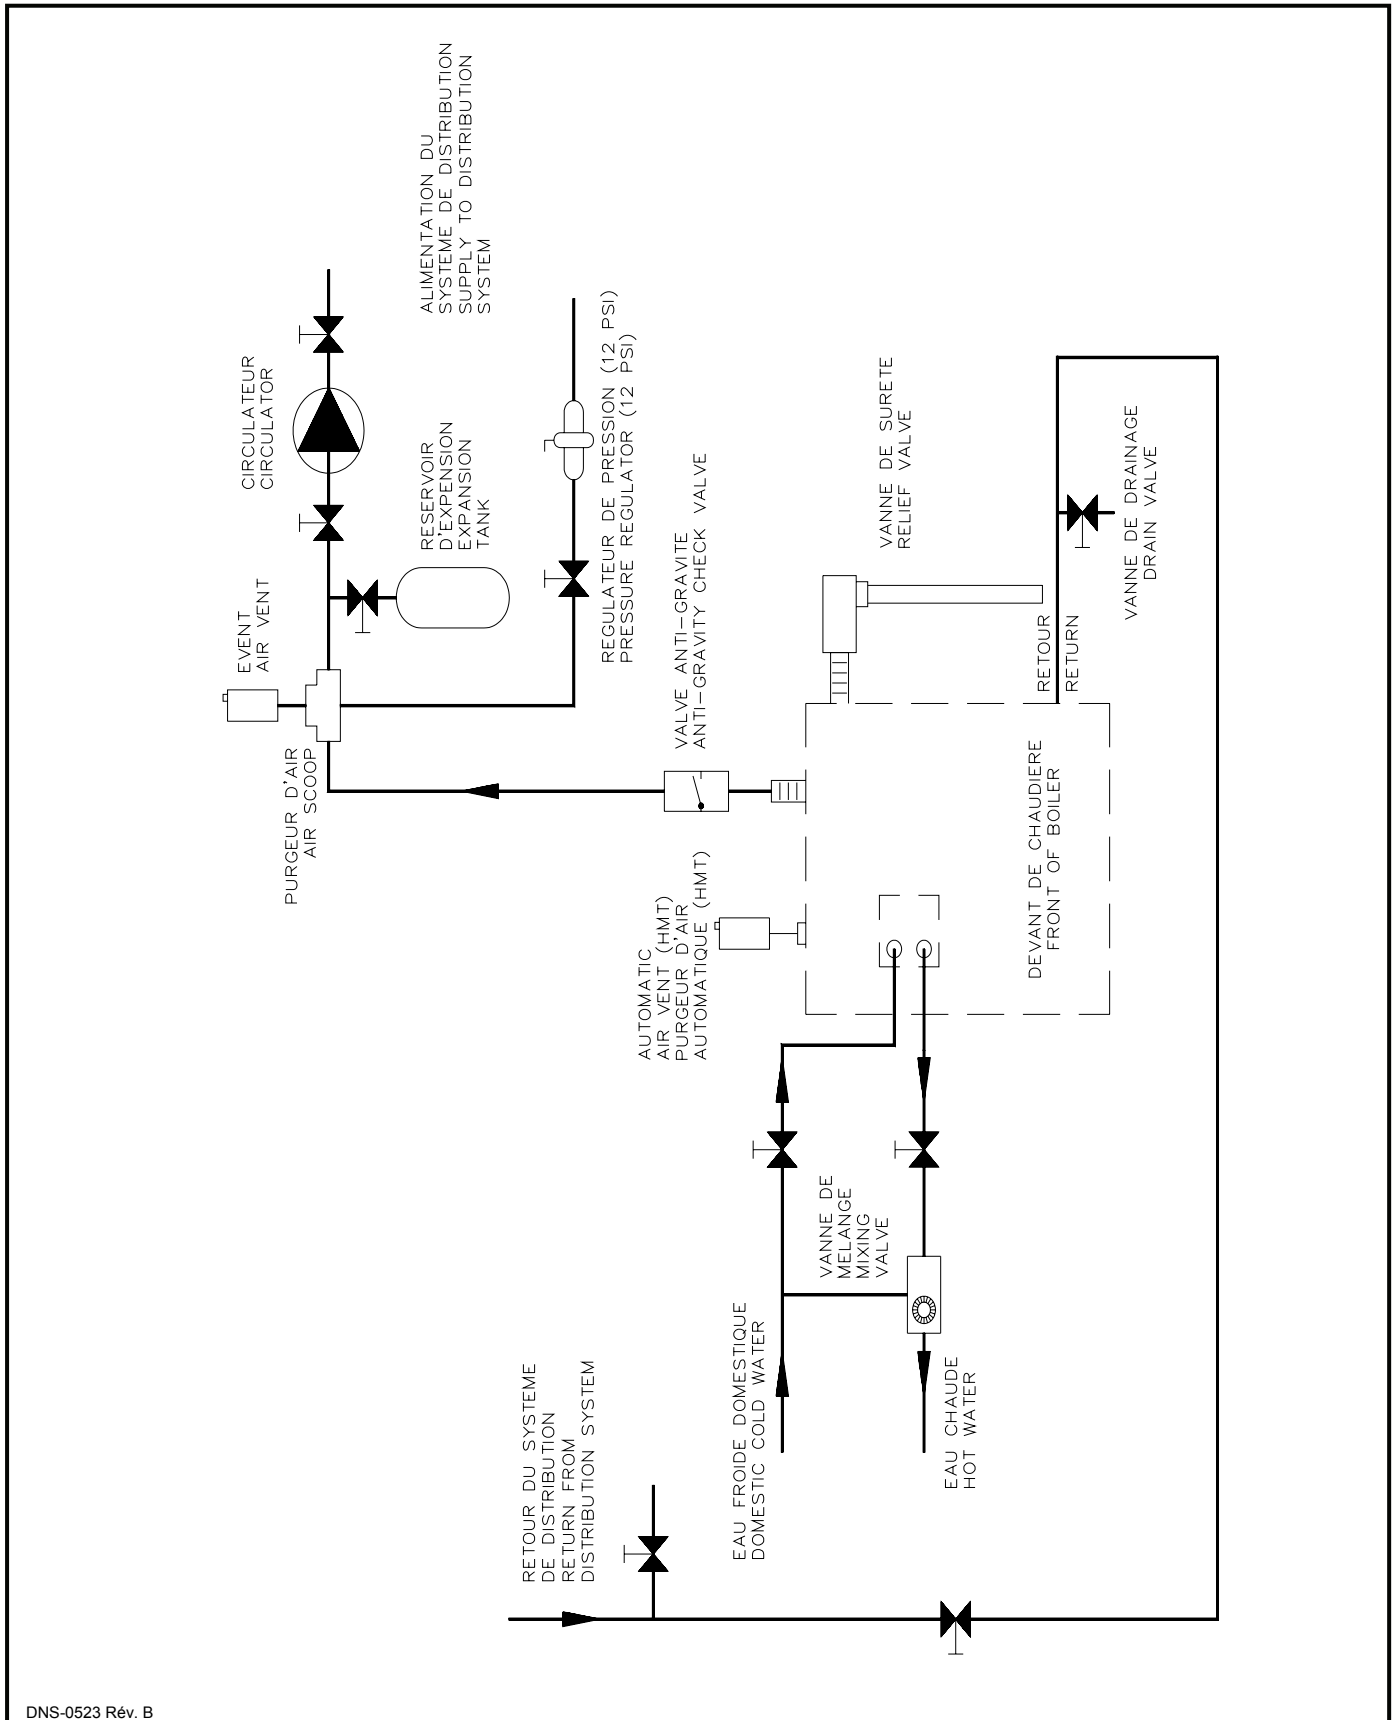 ALIMENTATION DU
SYSTEME DE DISTRIBUTION
SUPPLY TO DISTRIBUTION
SYSTEM
CIRCULATEUR
CIRCULATOR
RESERVOIR
D'EXPENSION
EXPANSION
TANK
REGULATEUR DE PRESSION (12 PSI)
PRESSURE REGULATOR (12 PSI)
EVENT
AIR VENT
PURGEUR D'AIR
AIR SCOOP
VALVE ANTI-GRAVITE
ANTI-GRAVITY CHECK VALVE
VANNE DE SURETE
RELIEF VALVE
VANNE DE DRAINAGE
DRAIN VALVE
RETOUR
RETURN
AUTOMATIC
AIR VENT (HMT)
PURGEUR D'AIR
AUTOMATIQUE (HMT)
DEVANT DE CHAUDIERE
FRONT OF BOILER
VANNE DE
MELANGE
MIXING
VALVE
RETOUR DU SYSTEME
DE DISTRIBUTION
RETURN FROM
DISTRIBUTION SYSTEM
EAU FROIDE DOMESTIQUE
DOMESTIC COLD WATER
EAU CHAUDE
HOT WATER
DNS-0523 Rév. B